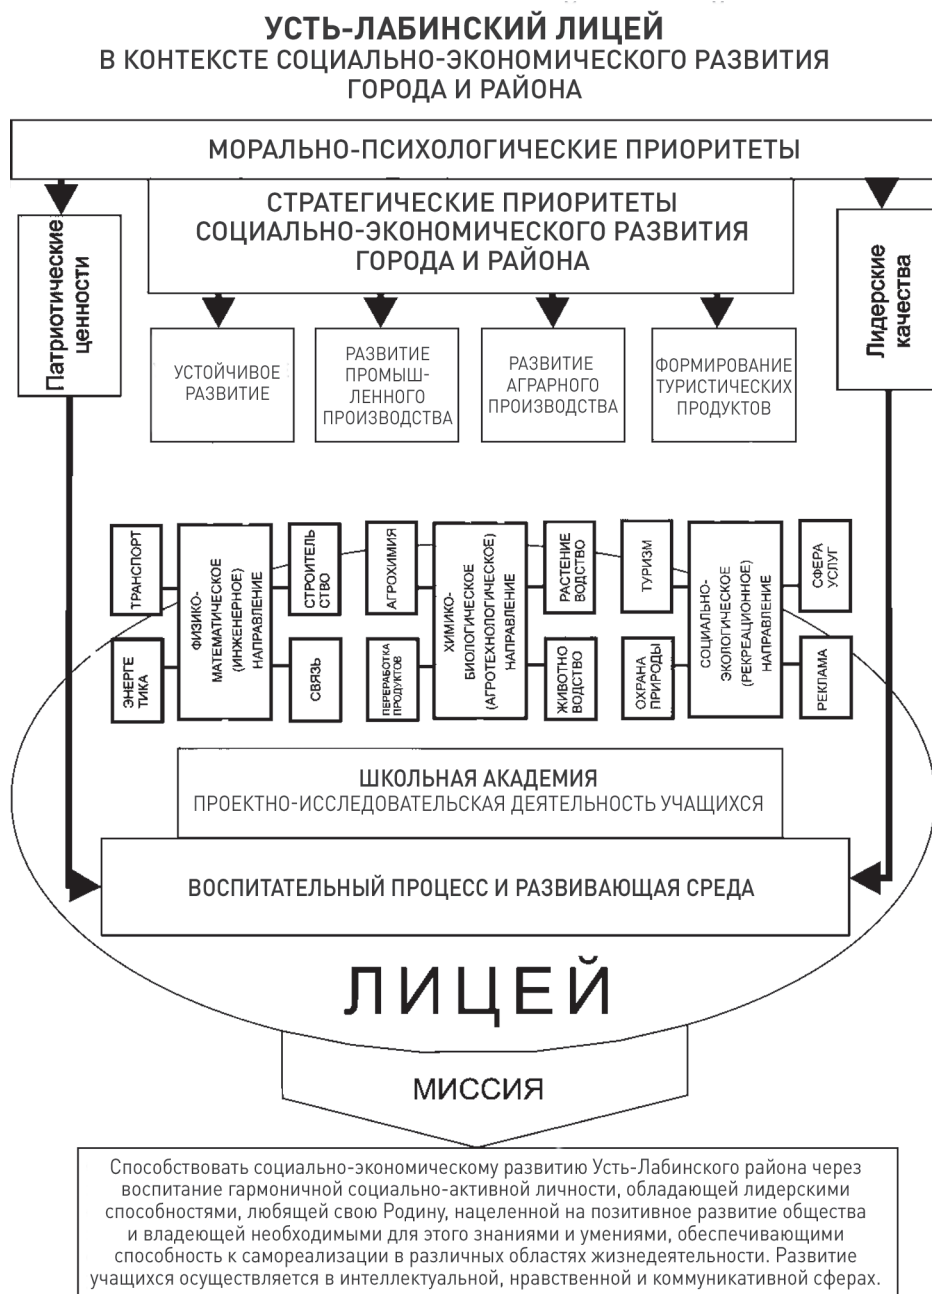 УСТЬ-ЛАБИНСКИЙ ЛИЦЕЙ
В КОНТЕКСТЕ СОЦИАЛЬНО-ЭКОНОМИЧЕСКОГО РАЗВИТИЯ
ГОРОДА И РАЙОНА
МОРАЛЬНО-ПСИХОЛОГИЧЕСКИЕ ПРИОРИТЕТЫ
СТРАТЕГИЧЕСКИЕ ПРИОРИТЕТЫ
СОЦИАЛЬНО-ЭКОНОМИЧЕСКОГО РАЗВИТИЯ
ГОРОДА И РАЙОНА
Патриотические
ценности
Лидерские
качества
УСТОЙЧИВОЕ
РАЗВИТИЕ
РАЗВИТИЕ
ПРОМЫШ-
ЛЕННОГО
ПРОИЗВОДСТВА
РАЗВИТИЕ
АГРАРНОГО
ПРОИЗВОДСТВА
ФОРМИРОВАНИЕ
ТУРИСТИЧЕСКИХ
ПРОДУКТОВ
ТРАНСПОРТ
ЭНЕРГЕ
ТИКА
ФИЗИКО-
МАТЕМАТИЧЕСКОЕ
(ИНЖЕНЕРНОЕ)
НАПРАВЛЕНИЕ
СТРОИТЕЛЬ
СТВО
СВЯЗЬ
АГРОХИМИЯ
ПЕРЕРАБОТКА
ПРОДУКТОВ
ХИМИКО-
БИОЛОГИЧЕСКОЕ
(АГРОТЕХНОЛОГИЧЕСКОЕ)
НАПРАВЛЕНИЕ
РАСТЕНИЕ
ВОДСТВО
ЖИВОТНО
ВОДСТВО
ТУРИЗМ
ОХРАНА
ПРИРОДЫ
СОЦИАЛЬНО-
ЭКОЛОГИЧЕСКОЕ
(РЕКРЕАЦИОННОЕ)
НАПРАВЛЕНИЕ
СФЕРА
УСЛУГ
РЕКЛАМА
ШКОЛЬНАЯ АКАДЕМИЯ
ПРОЕКТНО-ИССЛЕДОВАТЕЛЬСКАЯ ДЕЯТЕЛЬНОСТЬ УЧАЩИХСЯ
ВОСПИТАТЕЛЬНЫЙ ПРОЦЕСС И РАЗВИВАЮЩАЯ СРЕДА
ЛИЦЕЙ
МИССИЯ
Способствовать социально-экономическому развитию Усть-Лабинского района через
воспитание гармоничной социально-активной личности, обладающей лидерскими
способностями, любящей свою Родину, нацеленной на позитивное развитие общества
и владеющей необходимыми для этого знаниями и умениями, обеспечивающими
способность к самореализации в различных областях жизнедеятельности. Развитие
учащихся осуществляется в интеллектуальной, нравственной и коммуникативной сферах.